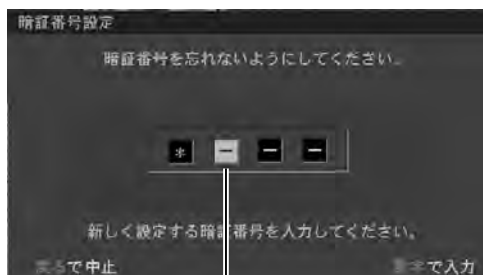 暗証番号設定
暗証番号を忘れないようにしてください。
* － － －
新しく設定する暗証番号を入力してください。
で中止
で入力